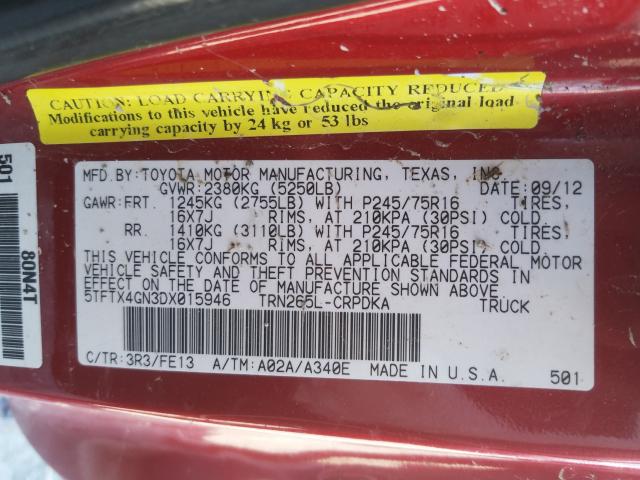 CAUTION: LOAD CARRYING CAPACITY REDUCED
Modifications to this vehicle have reduced the original load
carrying capacity by 24 kg or 53 lbs
501
80N4T
MFD.BY:TOYOTA MOTOR MANUFACTURING, TEXAS, INC.
GVWR:2380KG (5250LB) DATE:09/12
GAWR:FRT. 1245KG (2755LB) WITH P245/75R16 TIRES,
16X7J RIMS, AT 210KPA (30PSI) COLD.
RR. 1410KG (3110LB) WITH P245/75R16 TIRES,
16X7J RIMS, AT 210KPA (30PSI) COLD.
THIS VEHICLE CONFORMS TO ALL APPLICABLE FEDERAL MOTOR
VEHICLE SAFETY AND THEFT PREVENTION STANDARDS IN
EFFECT ON THE DATE OF MANUFACTURE SHOWN ABOVE
5TFTX4GN3DX015946 TRN265L-CRPDKA TRUCK
C/TR:3R3/FE13 A/TM:A02A/A340E MADE IN U.S.A. 501